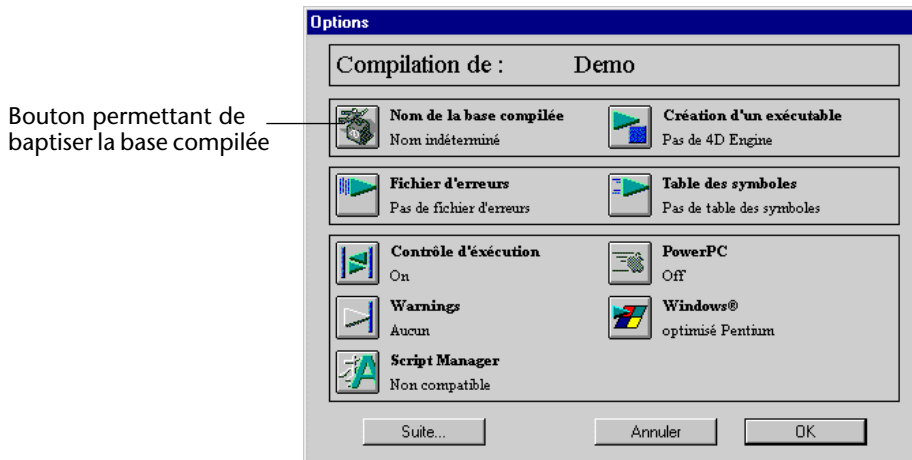 Options
Compilation de : Demo
Bouton permettant de
baptiser la base compilée
Nom de la base compilée
Nom indéterminé
Création d'un exécutable
Pas de 4D Engine
Fichier d'erreurs
Pas de fichier d'erreurs
Table des symboles
Pas de table des symboles
Contrôle d'éxécution
On
PowerPC
Off
Warnings
Aucun
Windows®
optimisé Pentium
Script Manager
Non compatible
Suite...
Annuler
OK